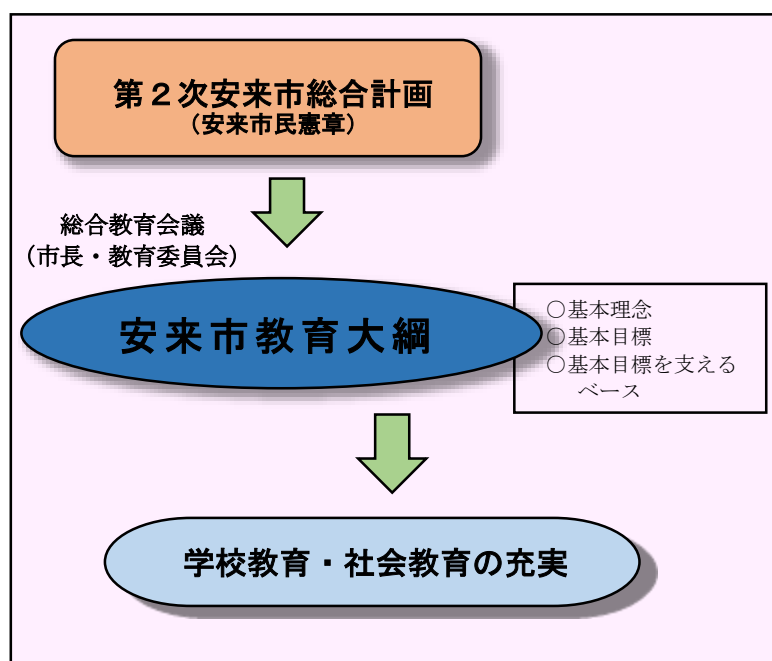 第２次安来市総合計画
（安来市民憲章）
総合教育会議
（市長・教育委員会）
安来市教育大綱
○基本理念
○基本目標
○基本目標を支える
ベース
学校教育・社会教育の充実